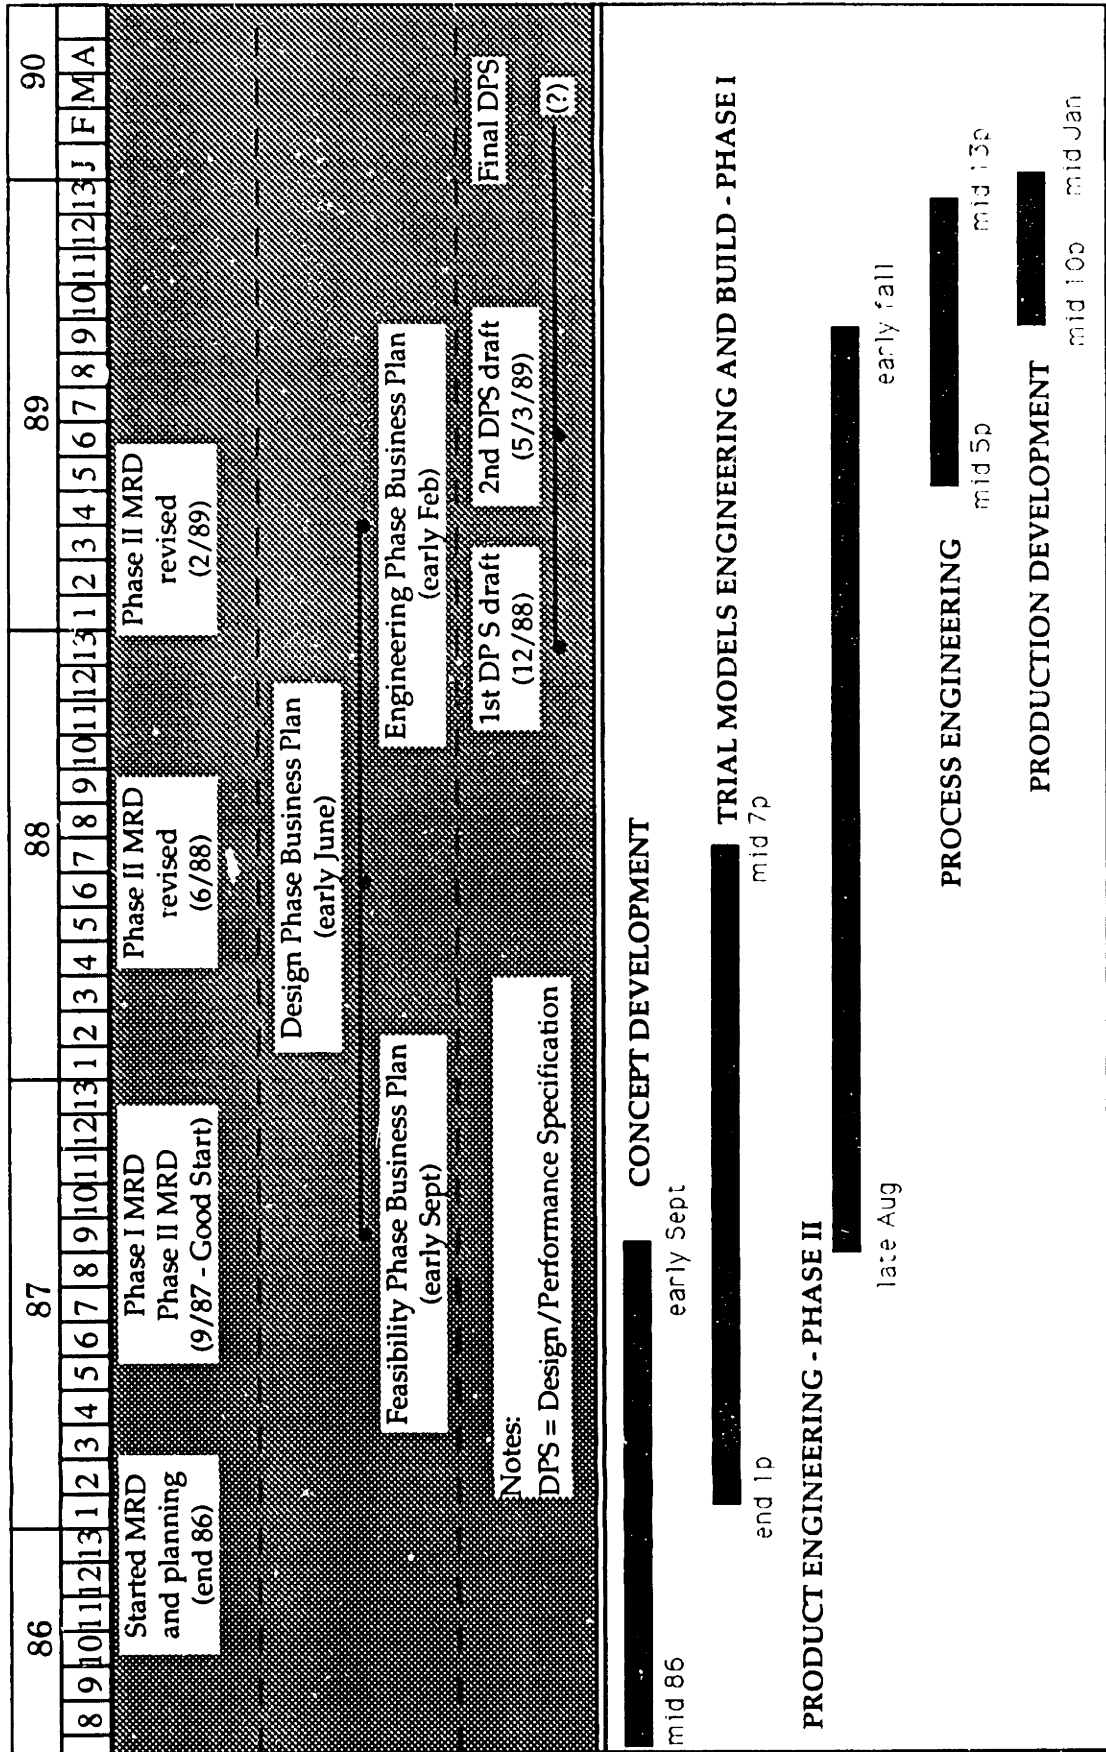 86 87 88 89 90
8 9 10 11 12 13 1 2 3 4 5 6 7 8 9 10 11 12 13 1 2 3 4 5 6 7 8 9 10 11 12 13 1 2 3 4 5 6 7 8 9 10 11 12 13 J F M A
Started MRD
and planning
(end 86)
Phase I MRD
Phase II MRD
(9/87 - Good Start)
Phase II MRD
revised
(6/88)
Phase II MRD
revised
(2/89)
Design Phase Business Plan
(early June)
Feasibility Phase Business Plan
(early Sept)
Engineering Phase Business Plan
(early Feb)
1st DP S draft
(12/88)
2nd DPS draft
(5/3/89)
Final DPS
(?)
Notes:
DPS = Design/Performance Specification
CONCEPT DEVELOPMENT
mid 86
early Sept
TRIAL MODELS ENGINEERING AND BUILD - PHASE I
end 1p
mid 7p
PRODUCT ENGINEERING - PHASE II
late Aug
early fall
PROCESS ENGINEERING
mid 5p
mid 13p
PRODUCTION DEVELOPMENT
mid 10p
mid Jan